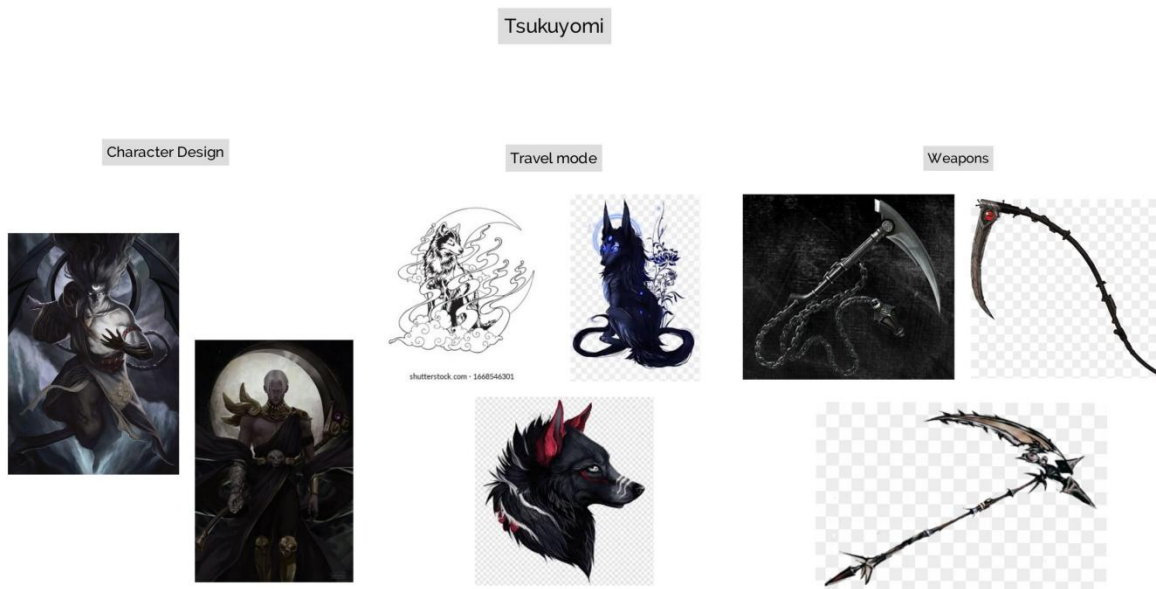 Tsukuyomi
Character Design
Travel mode
Weapons
shutterstock.com · 1668546301